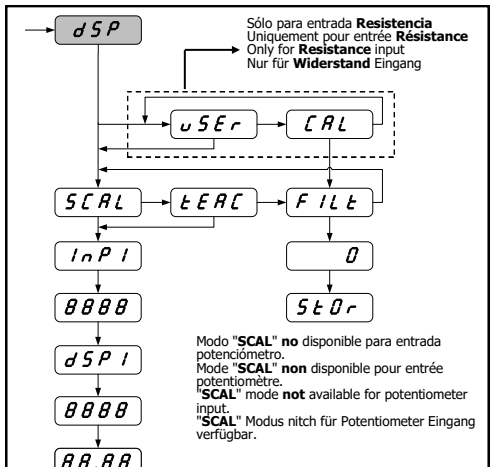 dSP
Sólo para entrada Resistencia
Uniquement pour entrée Résistance
Only for Resistance input
Nur für Widerstand Eingang
uSEr CAL
SCAL tEAC FILt
InP1 0
8888 StOr
dSP1
Modo "SCAL" no disponible para entrada
potenciómetro.
Mode "SCAL" non disponible pour entrée
potentiomètre.
"SCAL" mode not available for potentiometer
input.
"SCAL" Modus nitch für Potentiometer Eingang
verfügbar.
8888
88.88